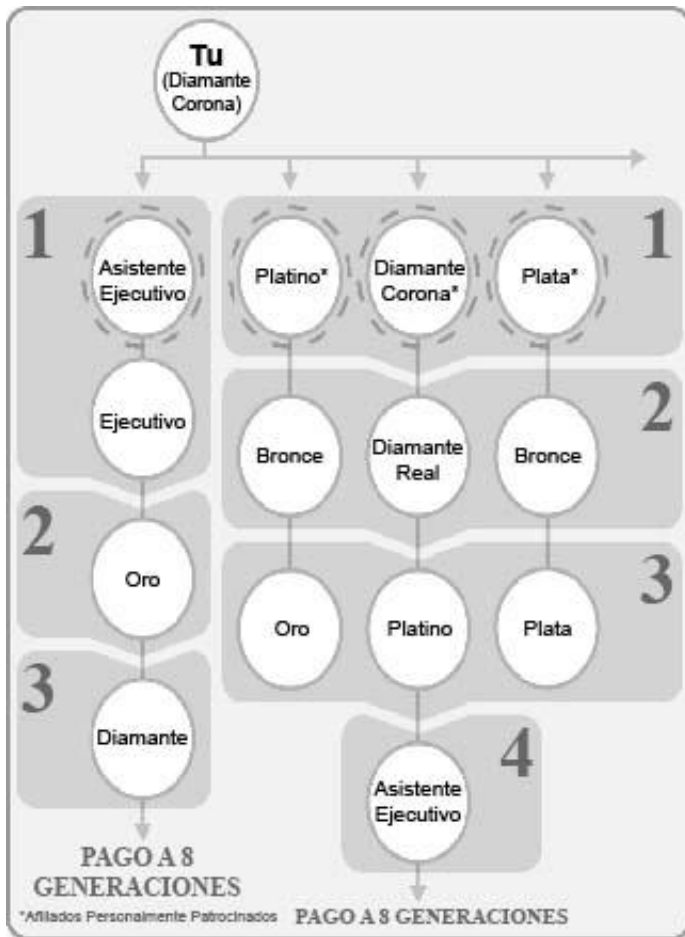 Tu
(Diamante
Corona)
1
Asistente
Ejecutivo
Platino*
Diamante
Corona*
Plata*
1
Ejecutivo
Bronce
Diamante
Real
Bronce
2
2
Oro
Oro
Platino
Plata
3
3
Diamante
Asistente
Ejecutivo
4
PAGO A 8
GENERACIONES
*Afiliados Personalmente Patrocinados
PAGO A 8 GENERACIONES